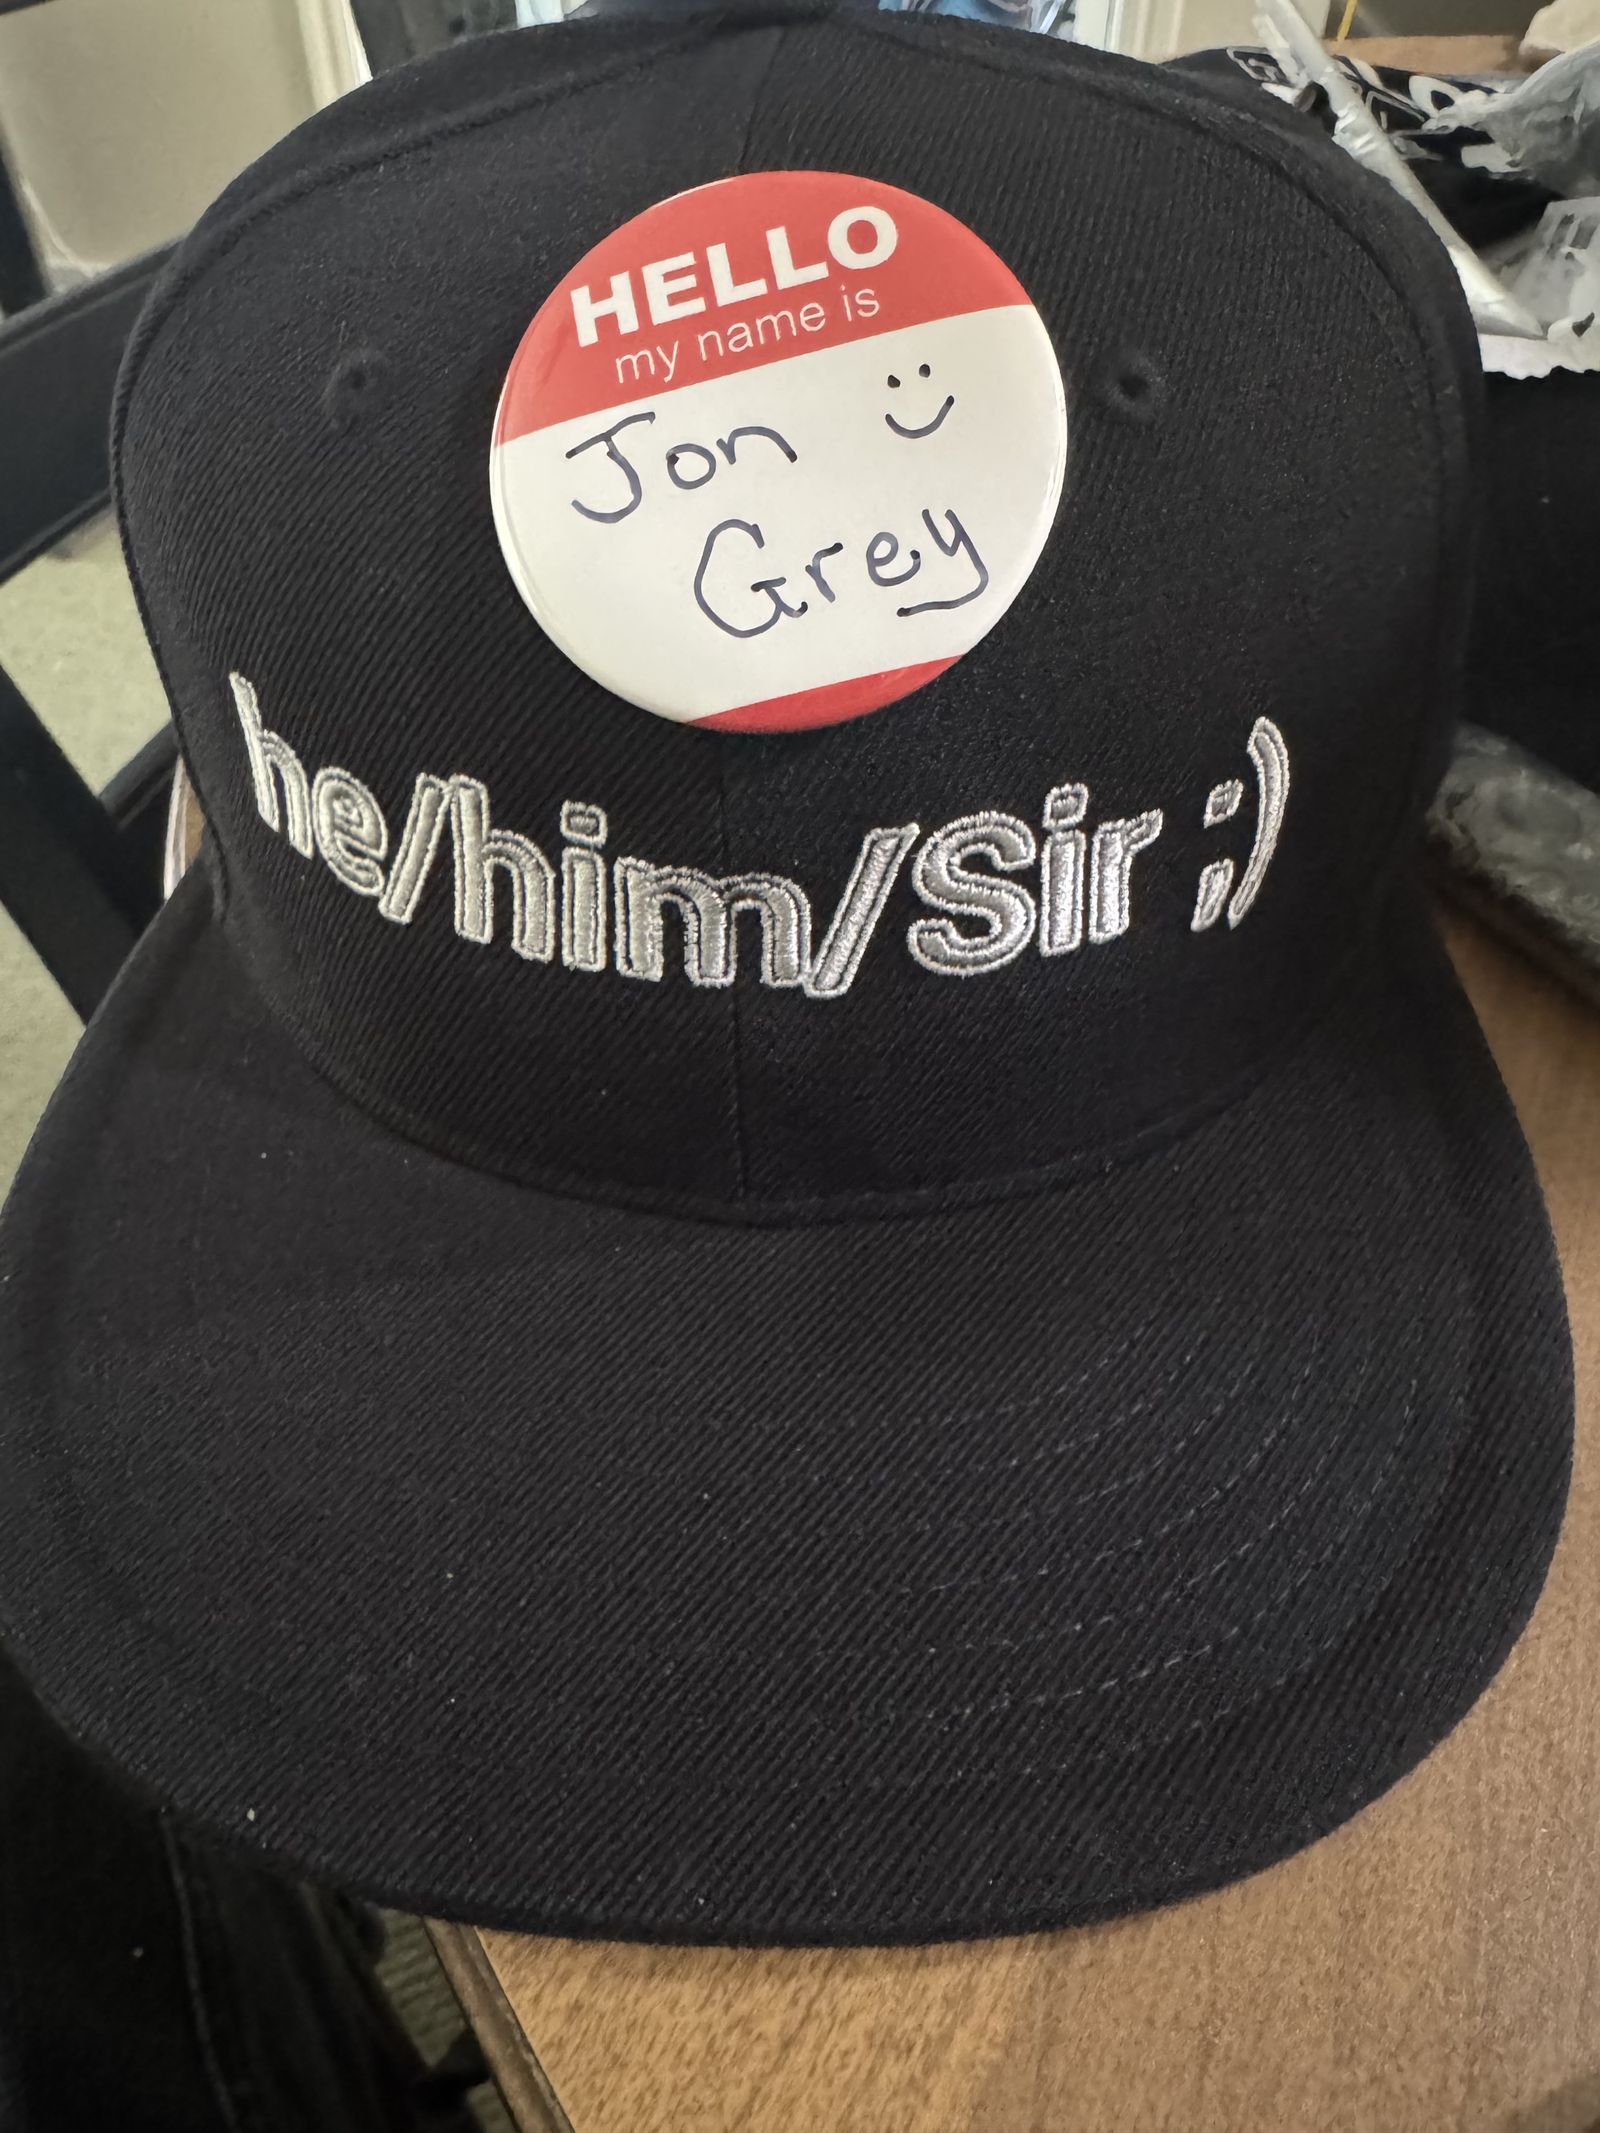 HELLO
my name is
Jon :)
Grey
he/him/Sir ;)